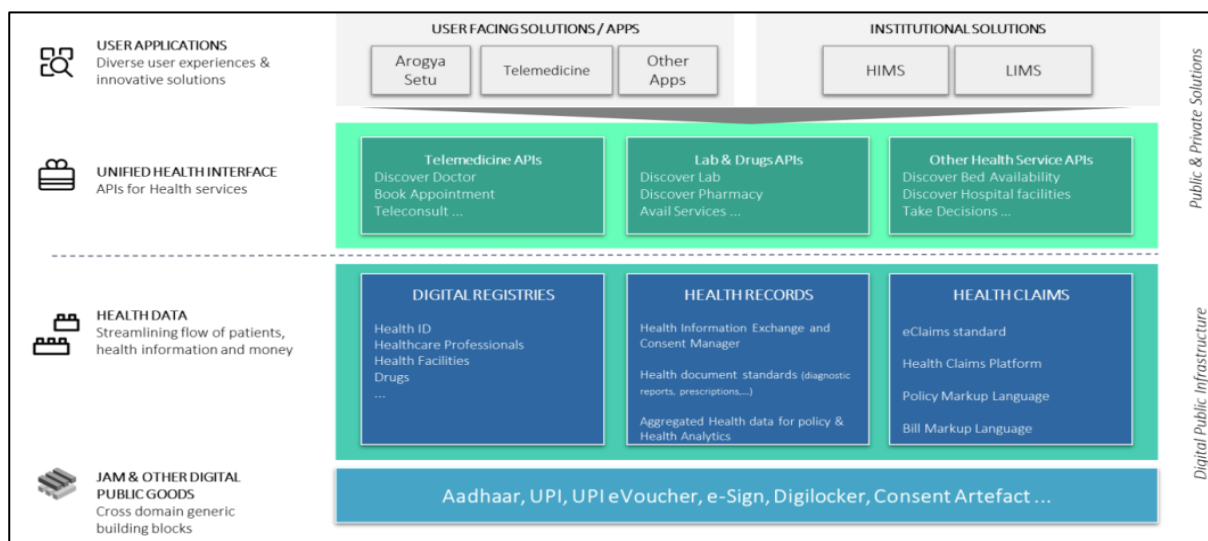 USER APPLICATIONS
Diverse user experiences &
innovative solutions
USER FACING SOLUTIONS / APPS
Arogya
Setu
Telemedicine
Other
Apps
INSTITUTIONAL SOLUTIONS
HIMS
LIMS
Public & Private Solutions
UNIFIED HEALTH INTERFACE
APIs for Health services
Telemedicine APIs
Discover Doctor
Book Appointment
Teleconsult ...
Lab & Drugs APIs
Discover Lab
Discover Pharmacy
Avail Services ...
Other Health Service APIs
Discover Bed Availability
Discover Hospital facilities
Take Decisions ...
HEALTH DATA
Streamlining flow of patients,
health information and money
DIGITAL REGISTRIES
Health ID
Healthcare Professionals
Health Facilities
Drugs
...
HEALTH RECORDS
Health Information Exchange and
Consent Manager
Health document standards (diagnostic
reports, prescriptions,...)
Aggregated Health data for policy &
Health Analytics
HEALTH CLAIMS
eClaims standard
Health Claims Platform
Policy Markup Language
Bill Markup Language
Digital Public Infrastructure
JAM & OTHER DIGITAL
PUBLIC GOODS
Cross domain generic
building blocks
Aadhaar, UPI, UPI eVoucher, e-Sign, Digilocker, Consent Artefact ...